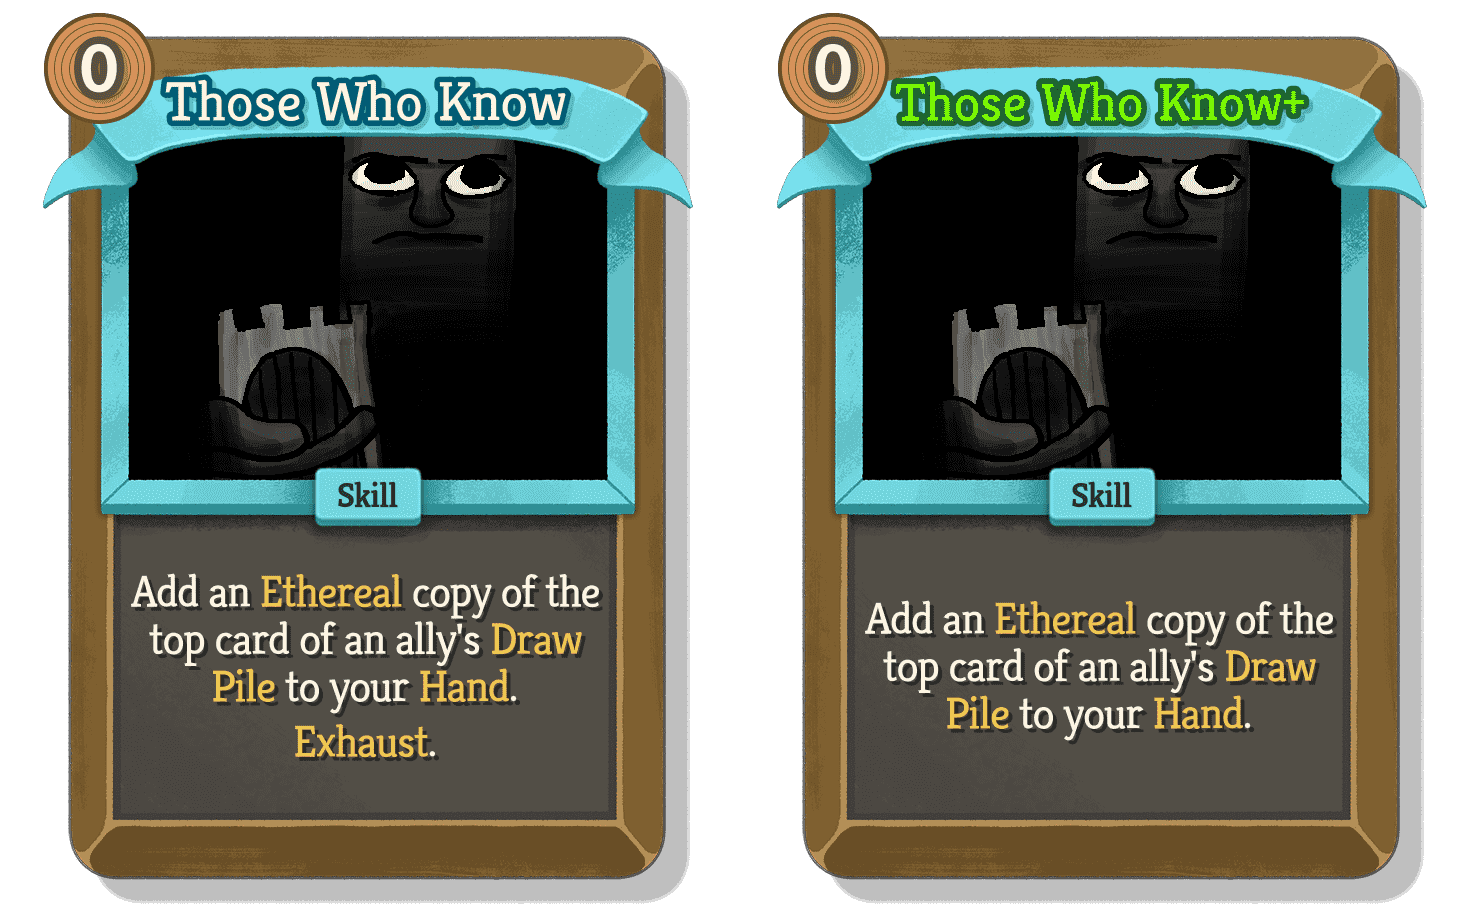 0
Those Who Know
Skill
Add an Ethereal copy of the
top card of an ally's Draw
Pile to your Hand.
Exhaust.
0
Those Who Know+
Skill
Add an Ethereal copy of the
top card of an ally's Draw
Pile to your Hand.